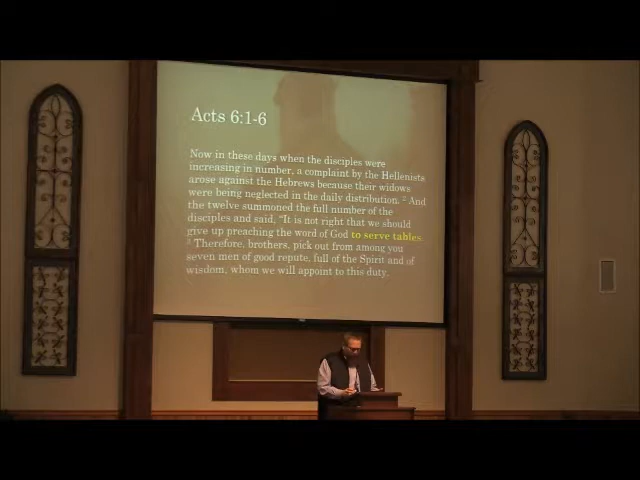 Acts 6:1-6
Now in these days when the disciples were
increasing in number, a complaint by the Hellenists
arose against the Hebrews because their widows
were being neglected in the daily distribution. 2 And
the twelve summoned the full number of the
disciples and said, "It is not right that we should
give up preaching the word of God to serve tables.
3 Therefore, brothers, pick out from among you
seven men of good repute, full of the Spirit and of
wisdom, whom we will appoint to this duty.